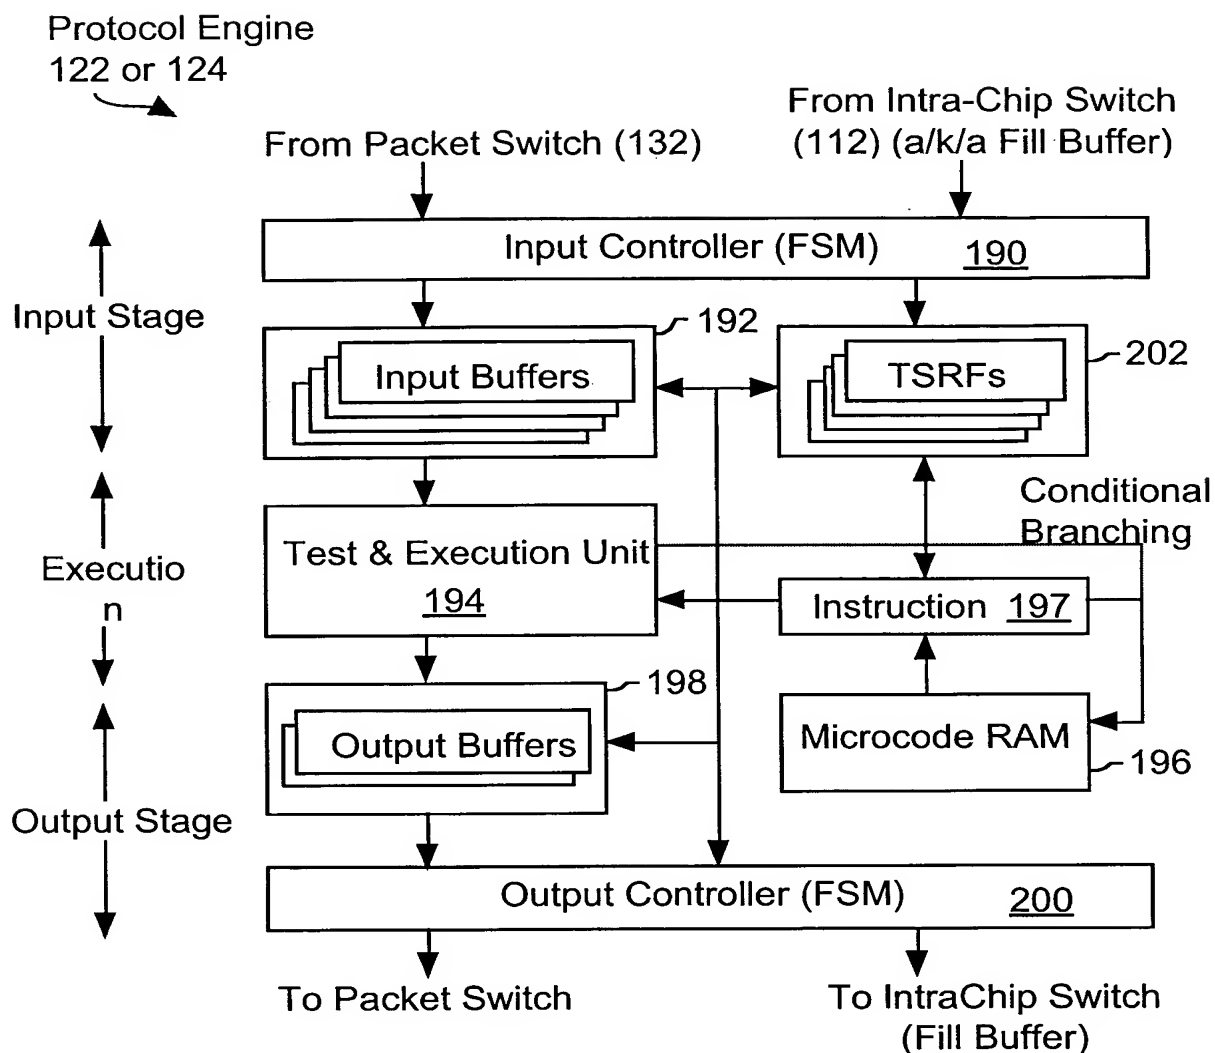 Protocol Engine
122 or 124
From Intra-Chip Switch
(112) (a/k/a Fill Buffer)
From Packet Switch (132)
Input Controller (FSM) 190
Input Stage
192
Input Buffers
202
TSRFs
Conditional
Branching
Executio
n
Test & Execution Unit
194
Instruction 197
198
Output Buffers
Microcode RAM
196
Output Stage
Output Controller (FSM) 200
To Packet Switch
To IntraChip Switch
(Fill Buffer)